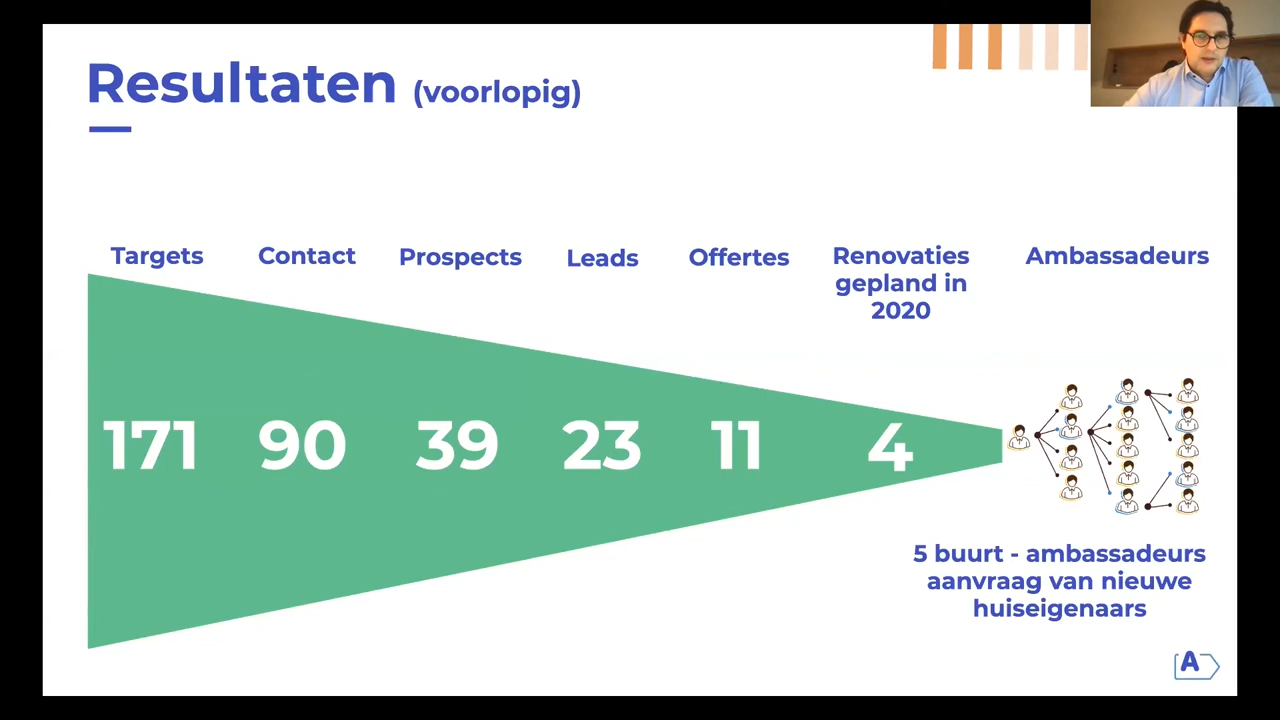 Resultaten (voorlopig)
Targets
Contact
Prospects
Leads
Offertes
Renovaties
gepland in
2020
Ambassadeurs
171
90
39
23
11
4
5 buurt - ambassadeurs
aanvraag van nieuwe
huiseigenaars
A